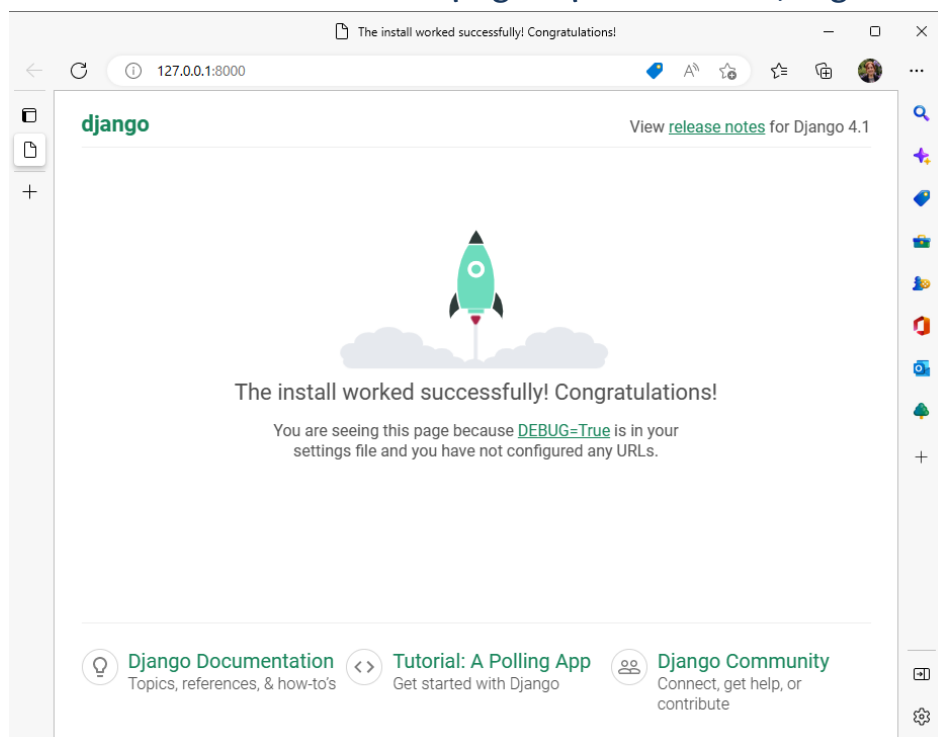 The install worked successfully! Congratulations!
127.0.0.1:8000
django
View release notes for Django 4.1
The install worked successfully! Congratulations!
You are seeing this page because DEBUG=True is in your
settings file and you have not configured any URLs.
Django Documentation
Topics, references, & how-to's
Tutorial: A Polling App
Get started with Django
Django Community
Connect, get help, or
contribute